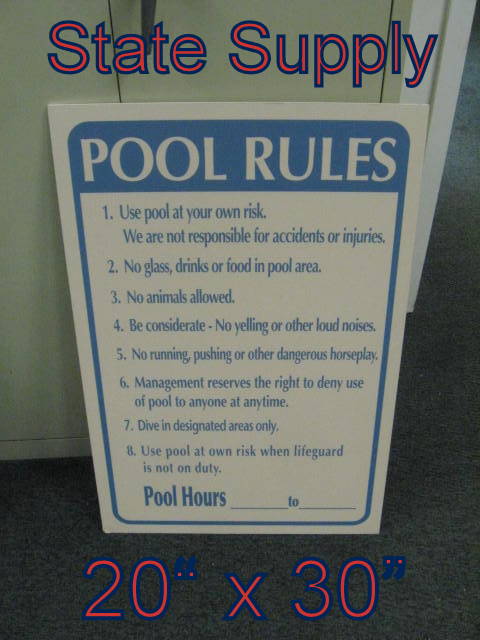 State Supply
POOL RULES
1. Use pool at your own risk.
We are not responsible for accidents or injuries.
2. No glass, drinks or food in pool area.
3. No animals allowed.
4. Be considerate - No yelling or other loud noises.
5. No running, pushing or other dangerous horseplay.
6. Management reserves the right to deny use
of pool to anyone at anytime.
7. Dive in designated areas only.
8. Use pool at own risk when lifeguard
is not on duty.
Pool Hours ________ to ________
20“ x 30”